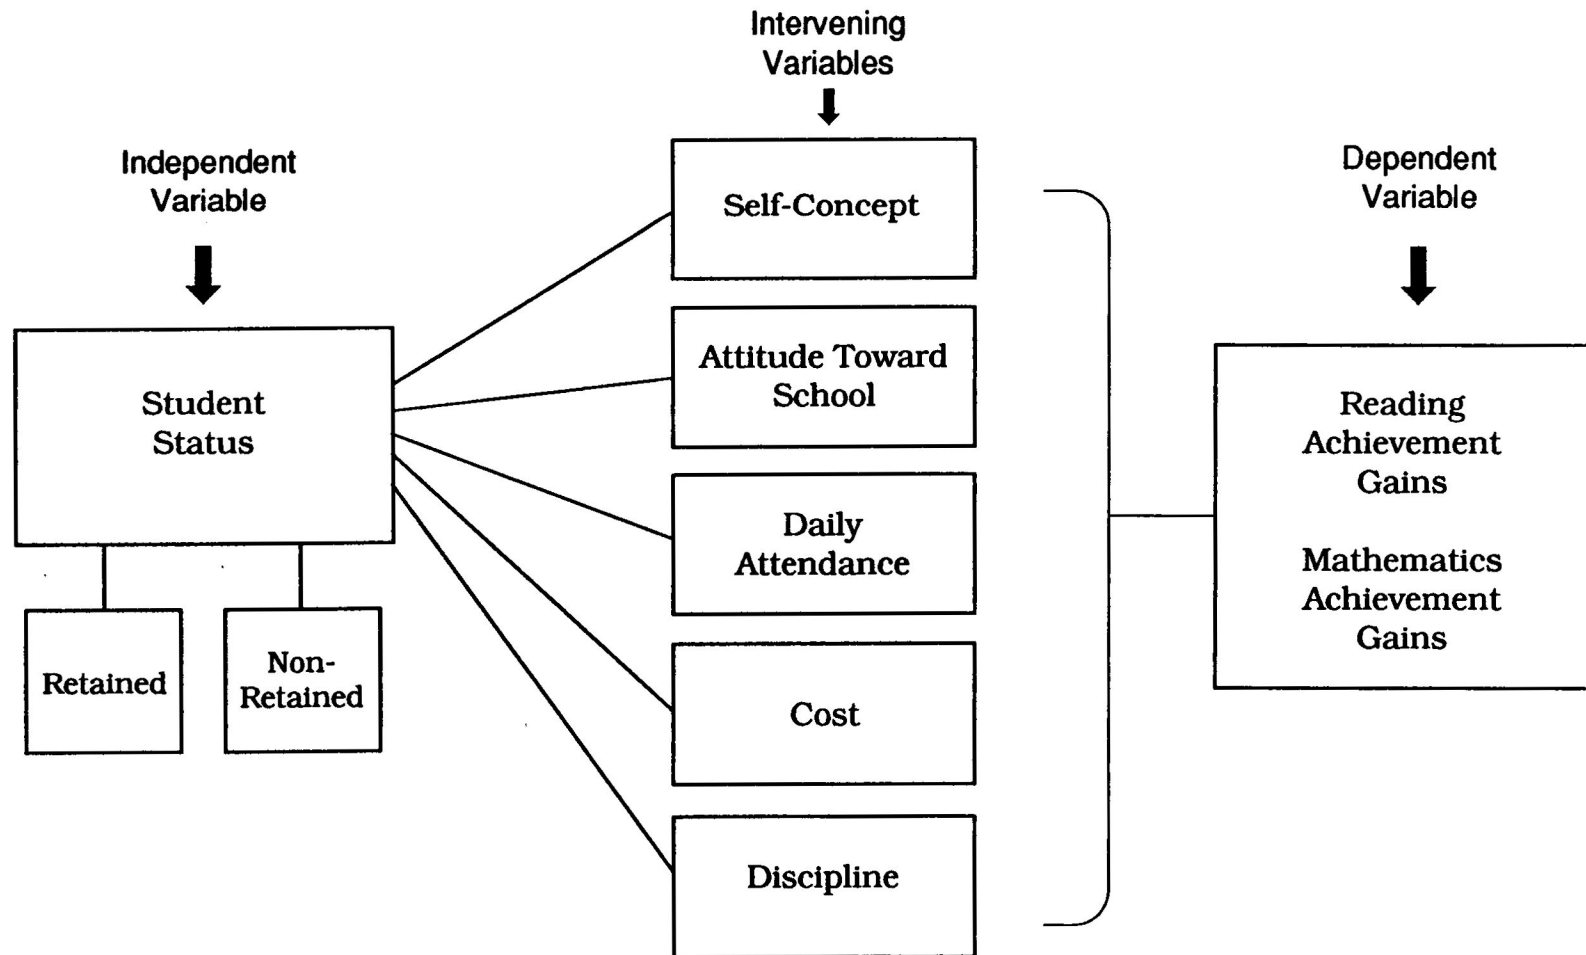 Intervening
Variables
Independent
Variable
Dependent
Variable
Self-Concept
Attitude Toward
School
Student
Status
Reading
Achievement
Gains
Daily
Attendance
Mathematics
Achievement
Gains
Retained
Non-
Retained
Cost
Discipline